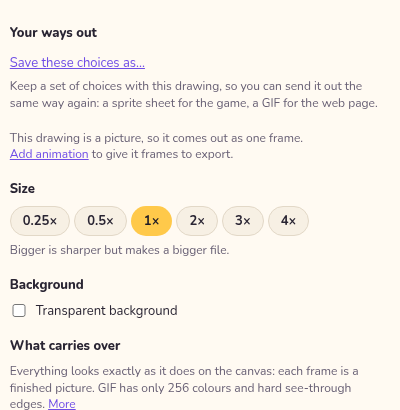 Your ways out
Save these choices as...
Keep a set of choices with this drawing, so you can send it out the
same way again: a sprite sheet for the game, a GIF for the web page.
This drawing is a picture, so it comes out as one frame.
Add animation to give it frames to export.
Size
0.25× 0.5× 1× 2× 3× 4×
Bigger is sharper but makes a bigger file.
Background
Transparent background
What carries over
Everything looks exactly as it does on the canvas: each frame is a
finished picture. GIF has only 256 colours and hard see-through
edges. More